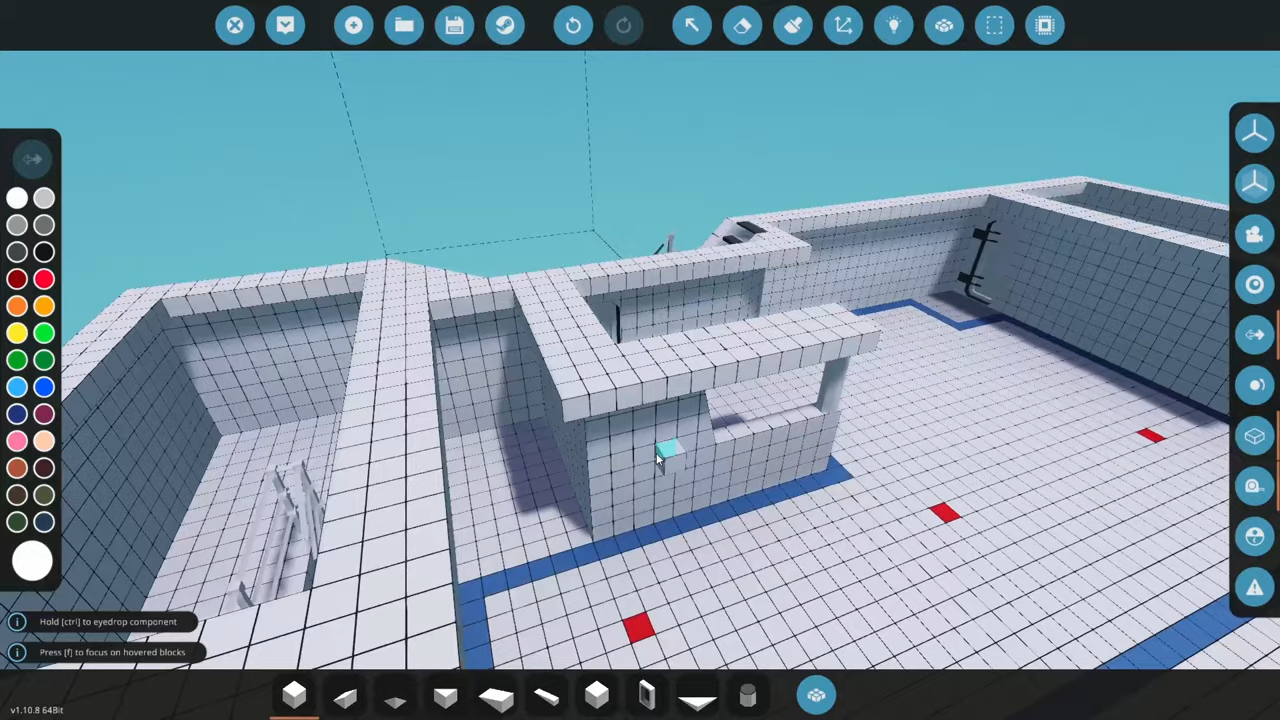 Hold [ctrl] to eyedrop component
Press [f] to focus on hovered blocks
v1.10.8 64Bit